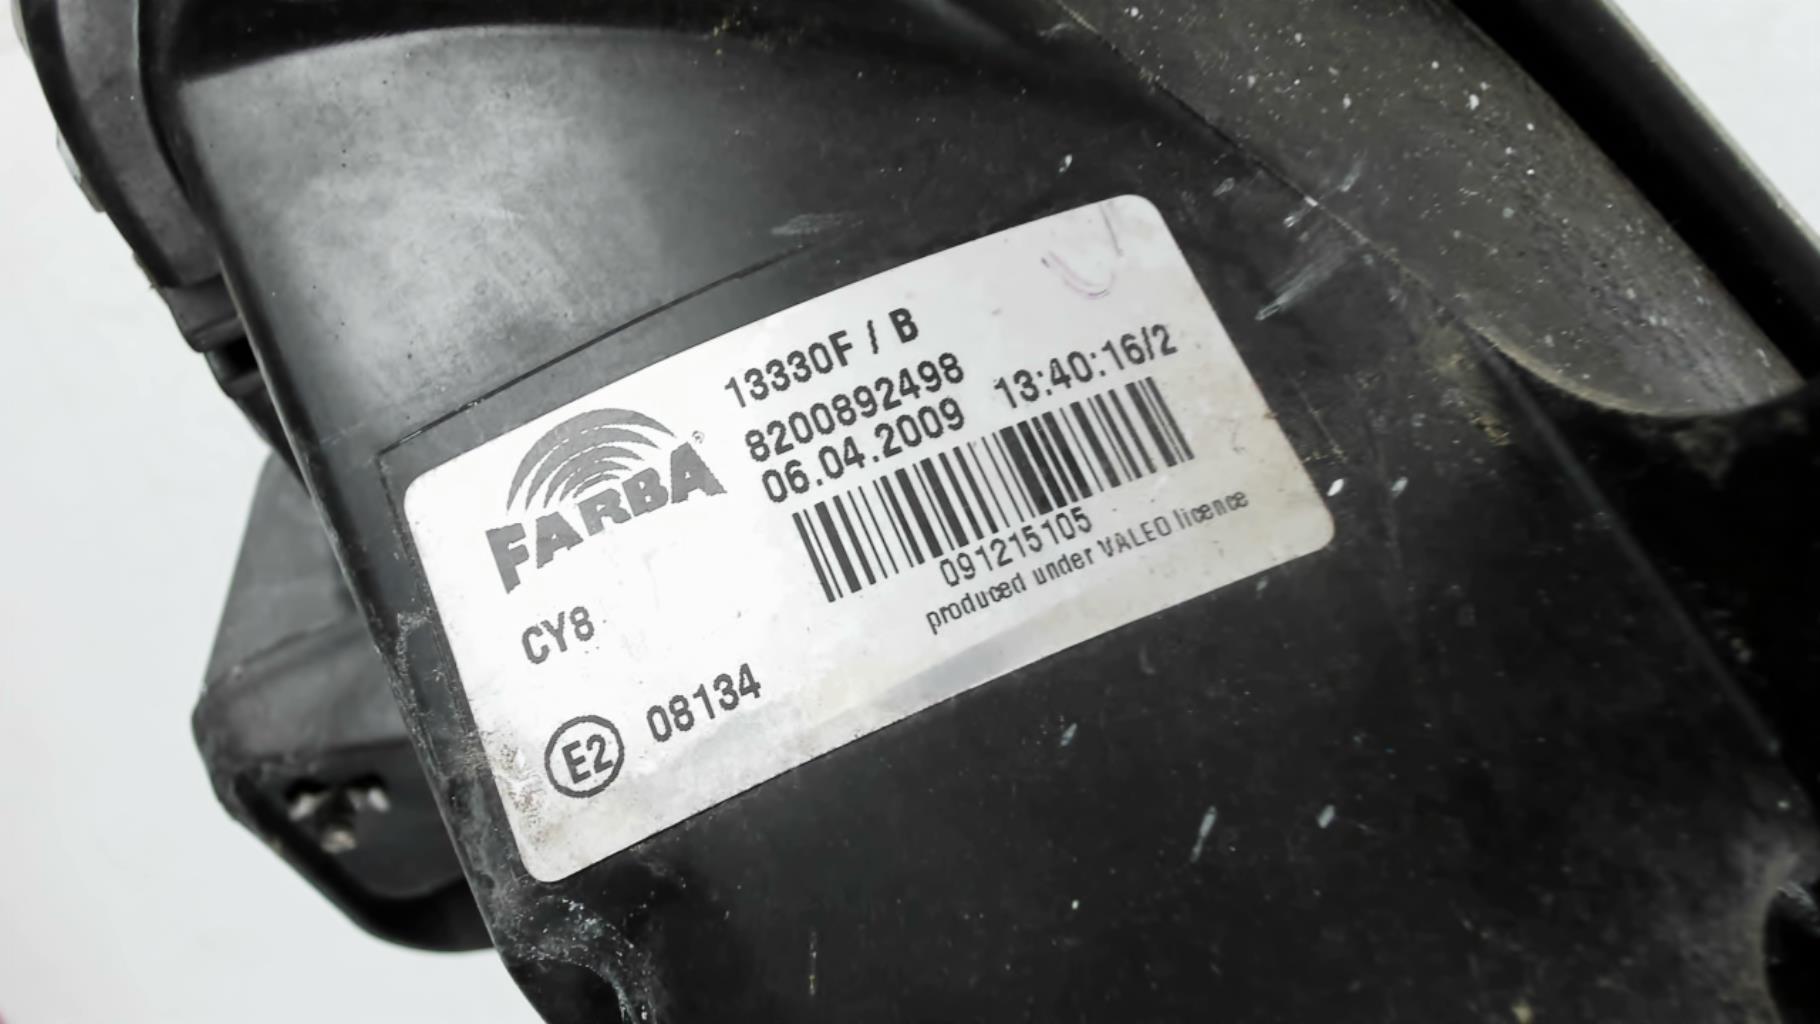 13330F / B
8200892498
06.04.2009 13:40:16/2
FARBA®
091215105
produced under VALEO licence
CY8
E2 08134